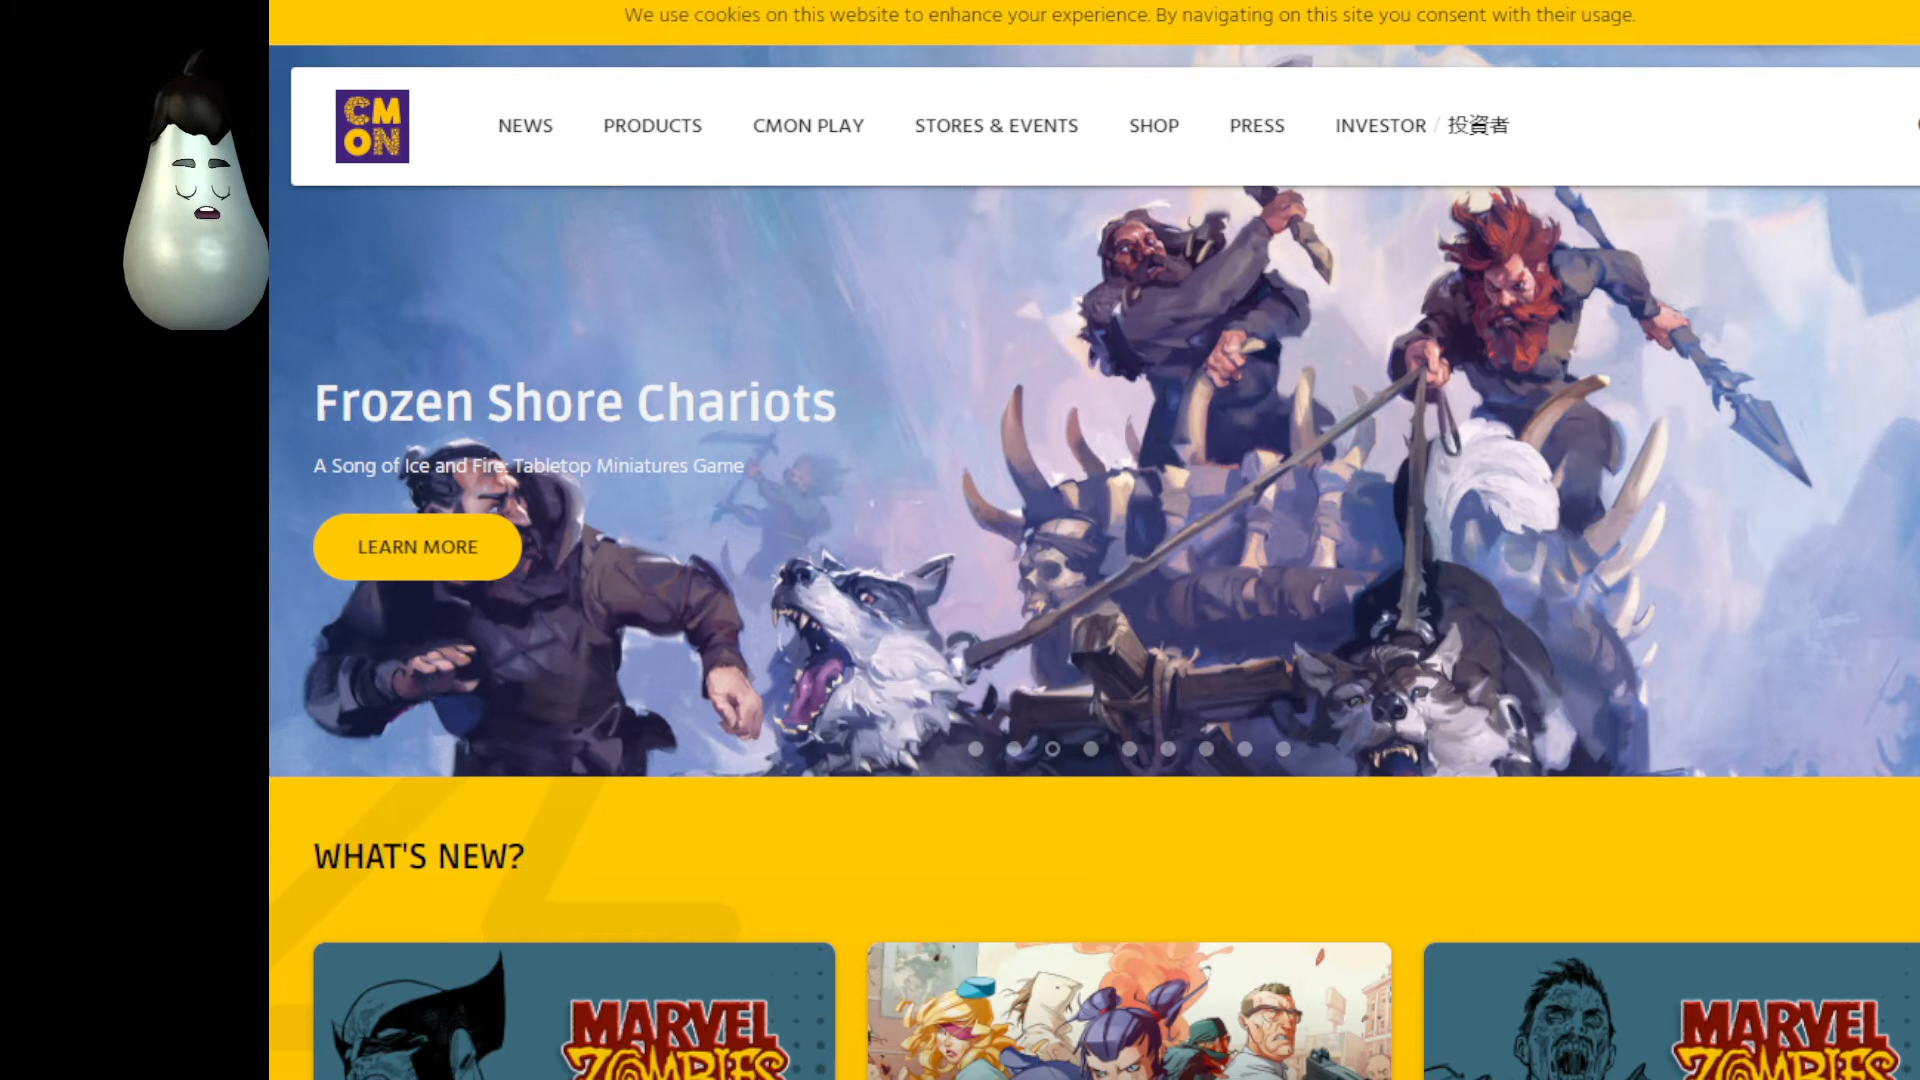 We use cookies on this website to enhance your experience. By navigating on this site you consent with their usage.
CM
ON
NEWS PRODUCTS CMON PLAY STORES & EVENTS SHOP PRESS INVESTOR / 投資者
Frozen Shore Chariots
A Song of Ice and Fire: Tabletop Miniatures Game
LEARN MORE
WHAT'S NEW?
MARVEL
ZOMBIES
MARVEL
ZOMBIES